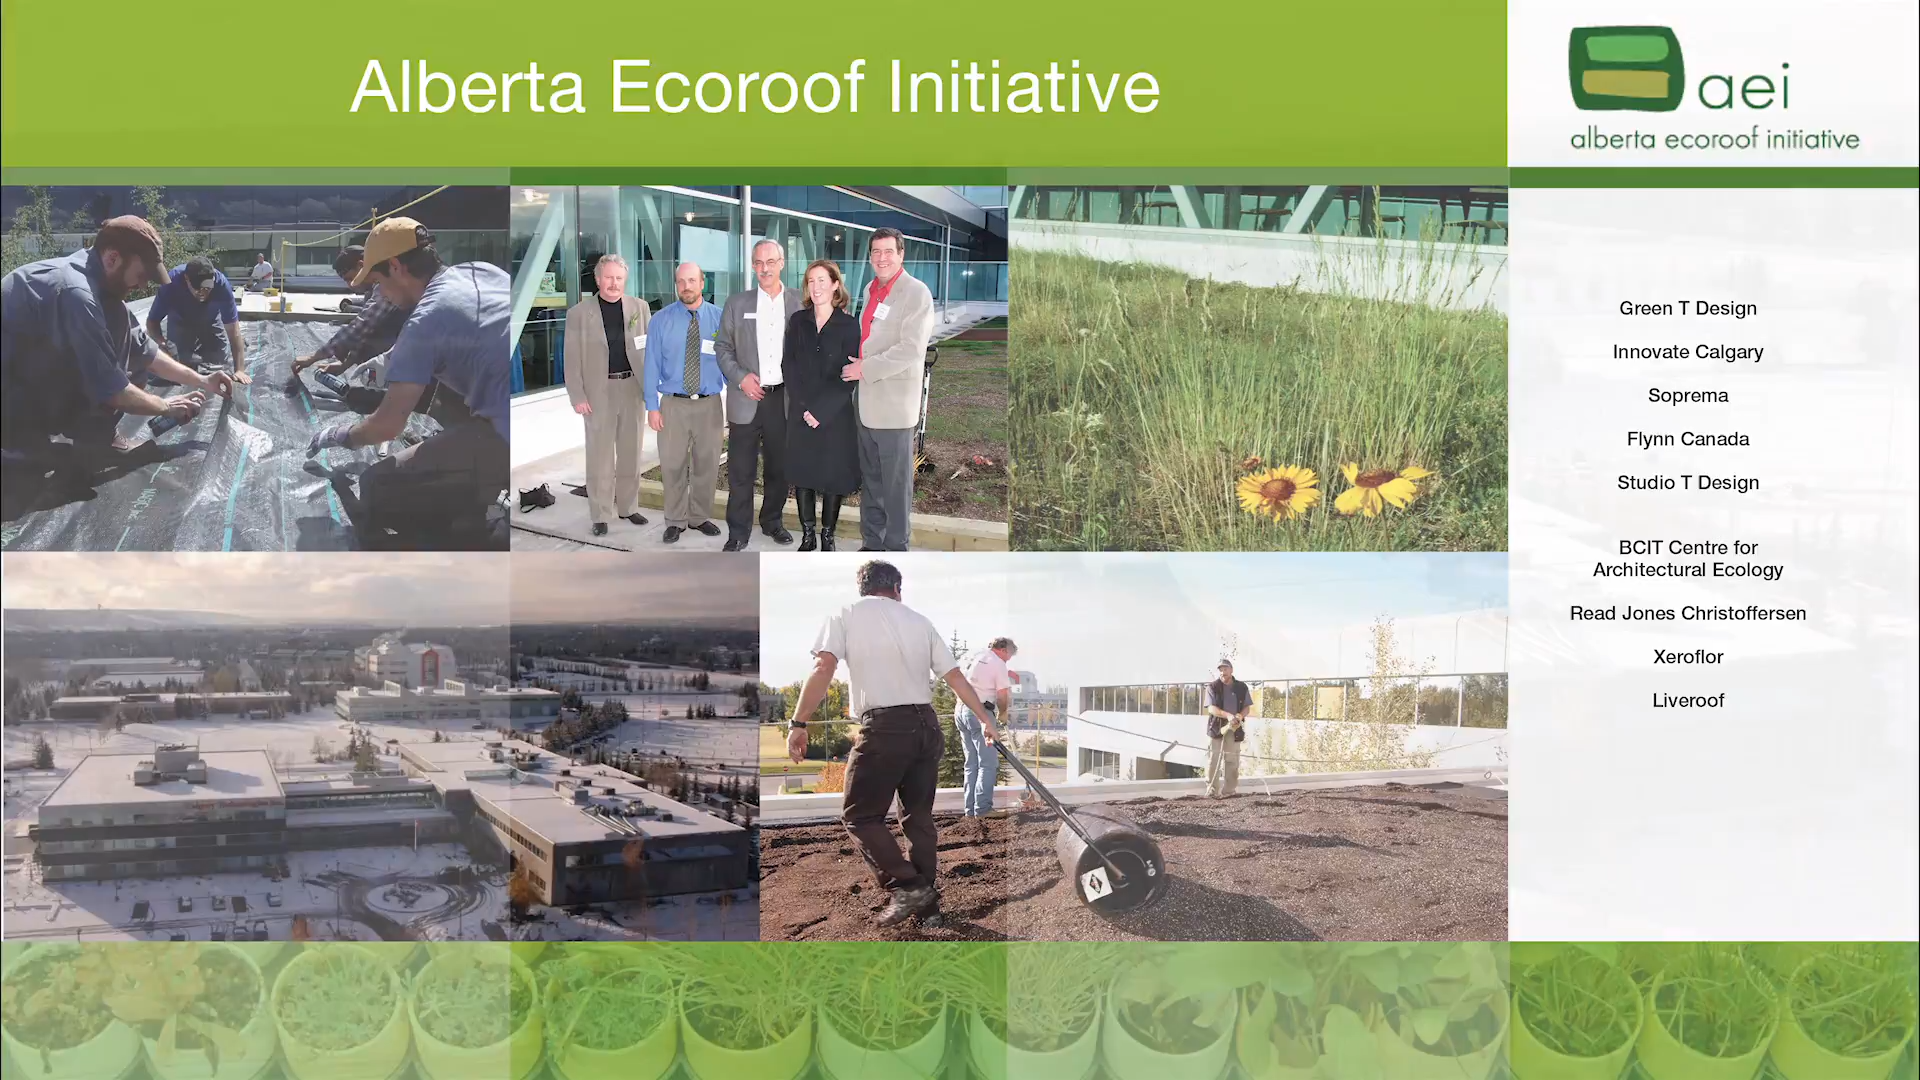 Alberta Ecoroof Initiative
aei
alberta ecoroof initiative
Green T Design
Innovate Calgary
Soprema
Flynn Canada
Studio T Design
BCIT Centre for
Architectural Ecology
Read Jones Christoffersen
Xeroflor
Liveroof